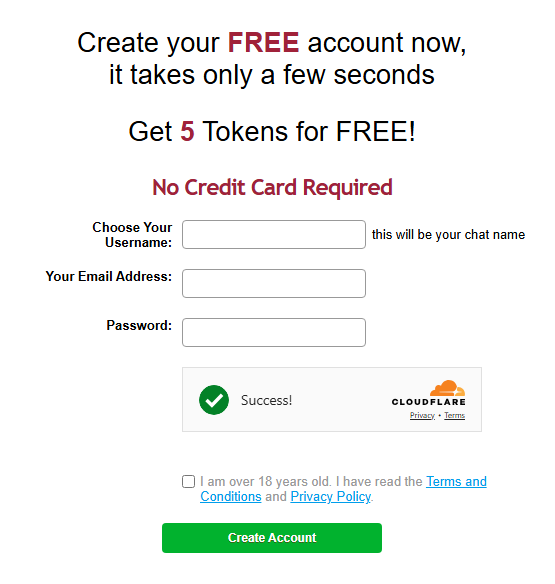 Create your FREE account now,
it takes only a few seconds
Get 5 Tokens for FREE!
No Credit Card Required
Choose Your
Username:
this will be your chat name
Your Email Address:
Password:
Success!
CLOUDFLARE
Privacy • Terms
I am over 18 years old. I have read the Terms and
Conditions and Privacy Policy.
Create Account